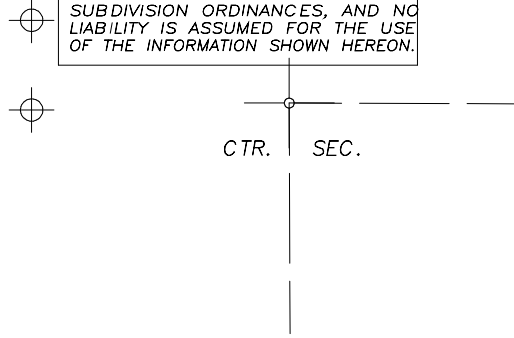 SUBDIVISION ORDINANCES, AND NO
LIABILITY IS ASSUMED FOR THE USE
OF THE INFORMATION SHOWN HEREON.
CTR. SEC.